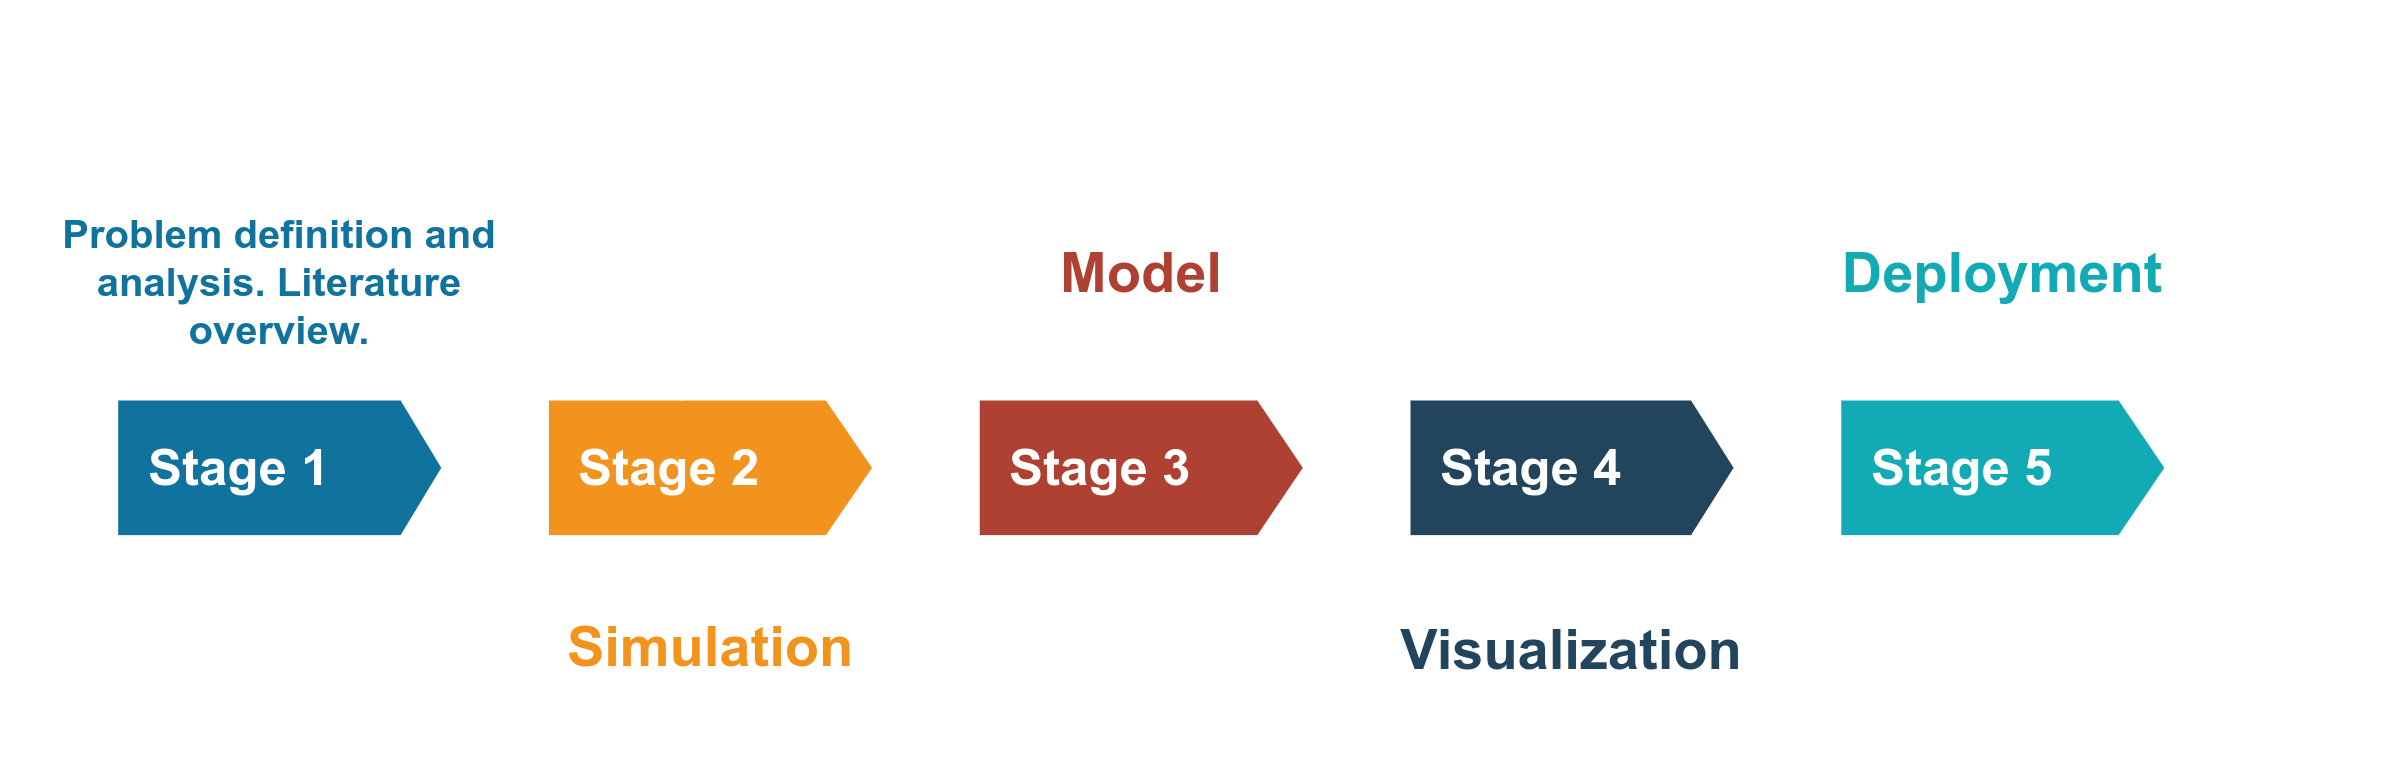 Problem definition and
analysis. Literature
overview.
Model
Deployment
Stage 1
Stage 2
Stage 3
Stage 4
Stage 5
Simulation
Visualization